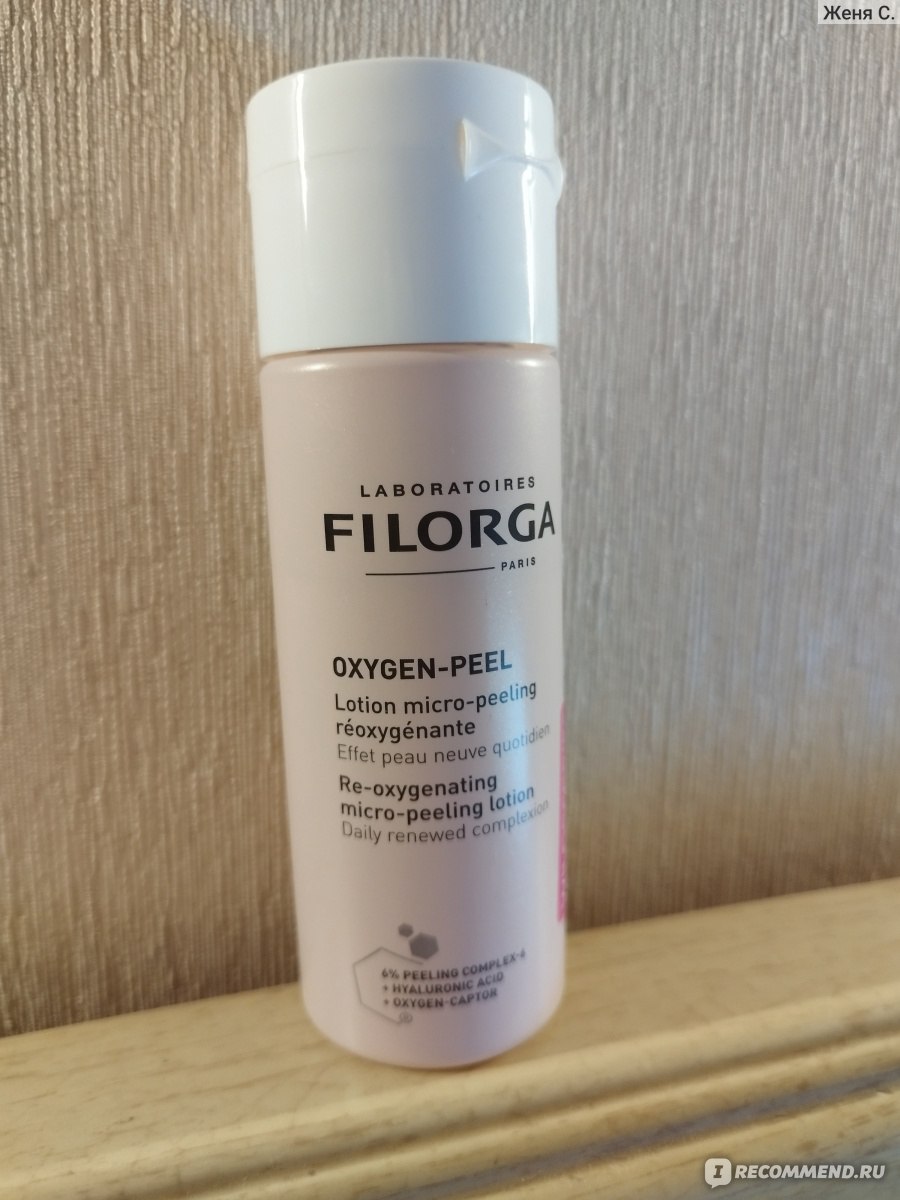 Женя С.
LABORATOIRES
FILORGA
PARIS
OXYGEN-PEEL
Lotion micro-peeling
réoxygénante
Effet peau neuve quotidien
Re-oxygenating
micro-peeling lotion
Daily renewed complexion
6% PEELING COMPLEX-4
+ HYALURONIC ACID
+ OXYGEN-CAPTOR
IRECOMMEND.RU